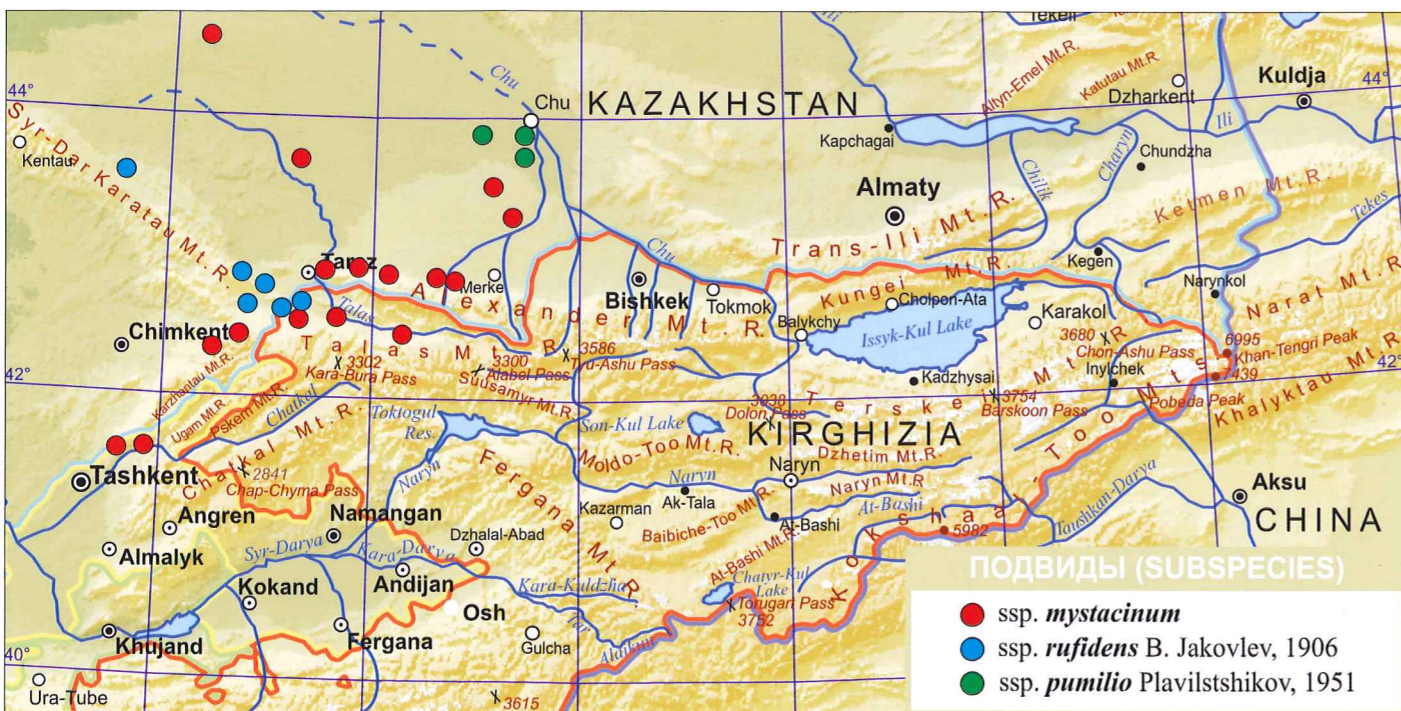 Ili
Tekeli
44°
Chu
Chu
KAZAKHSTAN
Altyn-Emel Mt.R.
Katutau Mt.R.
Dzharkent
Kuldja
44°
Syr-Dar Karatau Mt.R.
Kentau
Kapchagai
Ili
Charyn
Chilik
Chundzha
Almaty
Ketmen Mt.R.
Tekes
Trans-Ili Mt.R.
Taraz
Merke
Chu
Kegen
Narynkol
Kungei Mt.R.
Narat Mt.R.
Alexander Mt.R.
Bishkek
Tokmok
Cholpon-Ata
Karakol
Talas
Balykchy
Issyk-Kul Lake
Chimkent
Talas Mt.R.
3302
Kara-Bura Pass
3300
Alabel Pass
3586
Tyu-Ashu Pass
3680
Chon-Ashu Pass
6995
Khan-Tengri Peak
Karzhantau Mt.R.
Suusamyr Mt.R.
Kadzhysai
Inylchek
439
42°
42°
Ugam Mt.R.
Pskem Mt.R.
Chatkal
Toktogul
Res.
3038
Dolon Pass
Terskei Mt.R.
3754
Barskoon Pass
Pobeda Peak
Khalyktau Mt.R.
Son-Kul Lake
KIRGHIZIA
Moldo-Too Mt.R.
Dzhetim Mt.R.
Tashkent
Chatkal Mt.R.
2841
Chap-Chyma Pass
Naryn
Fergana Mt.R.
Naryn
Naryn
Naryn Mt.R
Aksu
Angren
Namangan
Kazarman
Ak-Tala
At-Bashi
At-Bashi
Baibiche-Too Mt.R.
Taushkan-Darya
CHINA
Almalyk
Syr-Darya
Kara-Darya
Dzhalal-Abad
At-Bashi Mt.R.
Kokshaal-Too Mts
5982
Kokand
Andijan
Kara-Kuldzha
Chatyr-Kul
Lake
Torugart Pass
3752
Osh
Khujand
Fergana
Tar
Gulcha
Alaikuu
40°
Ura-Tube
3615
ПОДВИДЫ (SUBSPECIES)
ssp. mystacinum
ssp. rufidens B. Jakovlev, 1906
ssp. pumilio Plavilstshikov, 1951